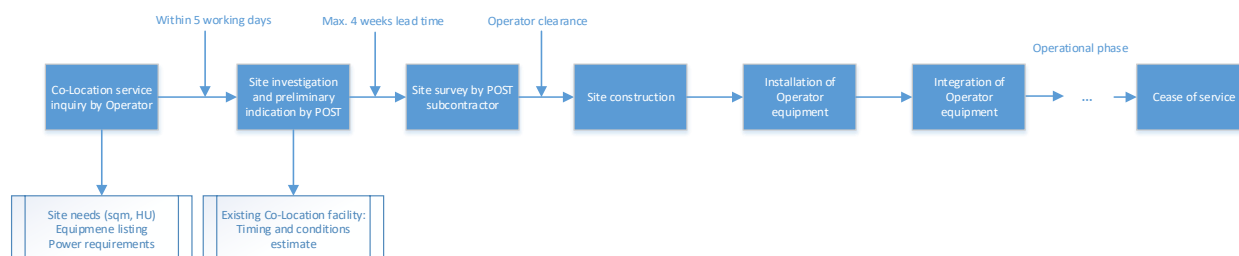 Within 5 working days
Max. 4 weeks lead time
Operator clearance
Operational phase
Co-Location service
inquiry by Operator
Site investigation
and preliminary
indication by POST
Site survey by POST
subcontractor
Site construction
Installation of
Operator
equipment
Integration of
Operator
equipment
...
Cease of service
Site needs (sqm, HU)
Equipmene listing
Power requirements
Existing Co-Location facility:
Timing and conditions
estimate